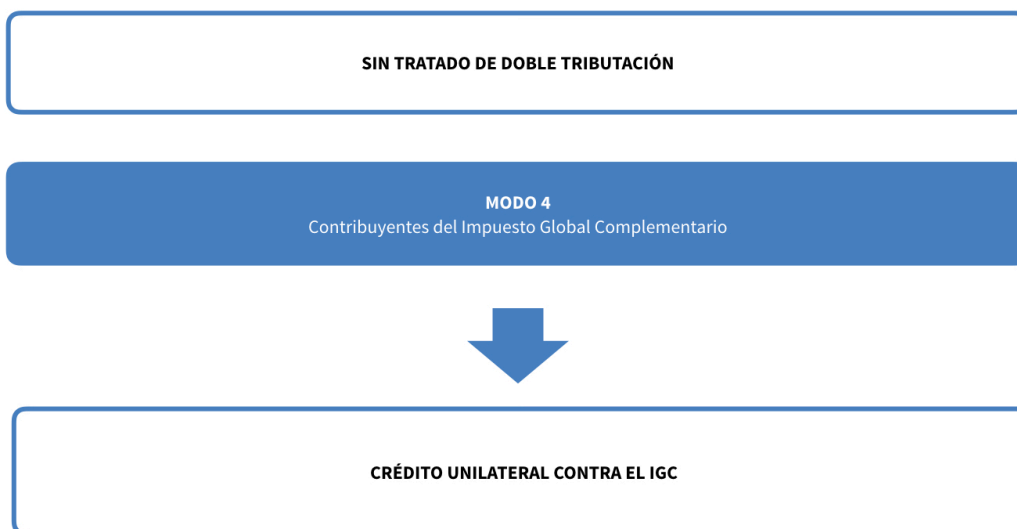 SIN TRATADO DE DOBLE TRIBUTACIÓN
MODO 4
Contribuyentes del Impuesto Global Complementario
CRÉDITO UNILATERAL CONTRA EL IGC